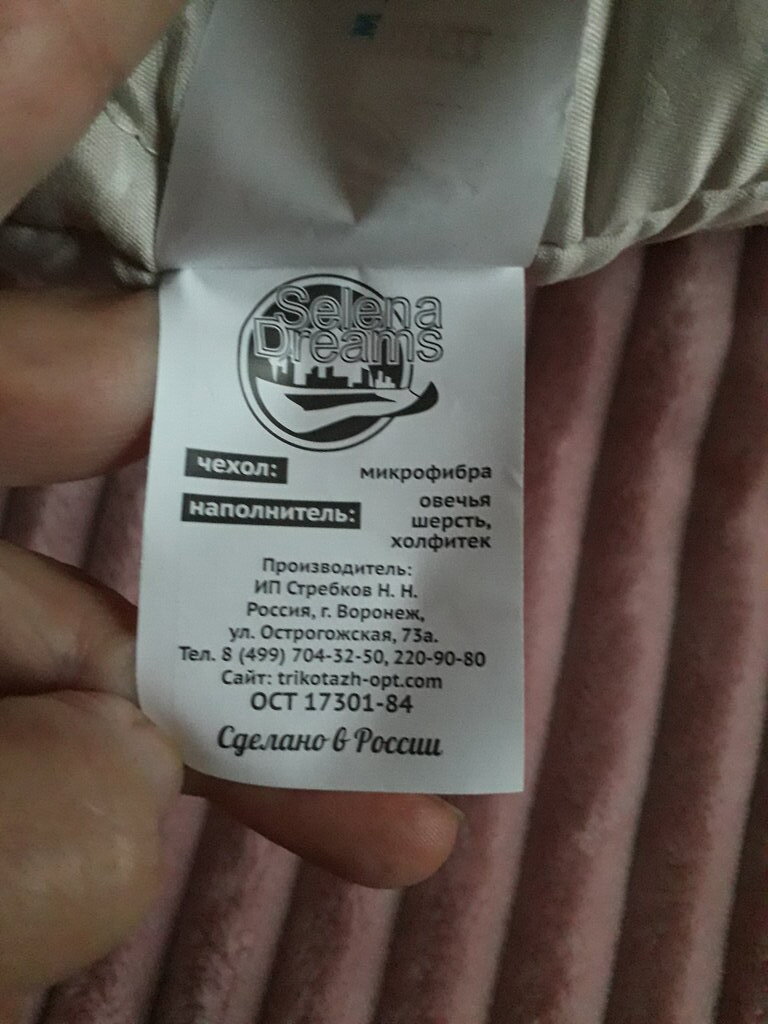 Selena
Dreams
чехол: микрофибра
наполнитель: овечья
шерсть,
холфитек
Производитель:
ИП Стребков Н. Н.
Россия, г. Воронеж,
ул. Острогожская, 73а.
Тел. 8 (499) 704-32-50, 220-90-80
Сайт: trikotazh-opt.com
ОСТ 17301-84
Сделано в России